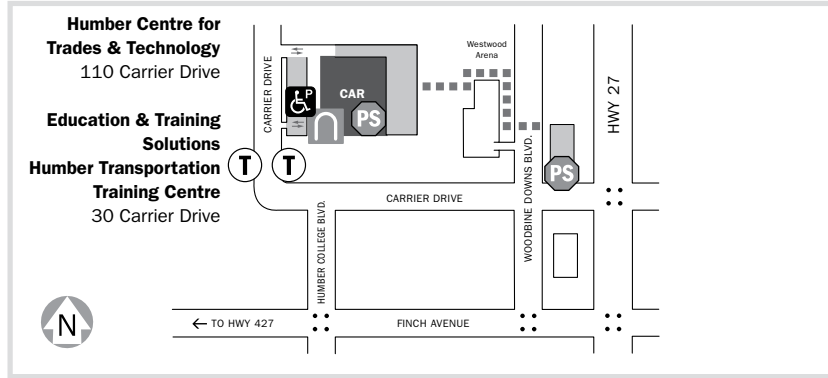 Humber Centre for
Trades & Technology
110 Carrier Drive
Education & Training
Solutions
Humber Transportation
Training Centre
30 Carrier Drive
CARRIER DRIVE
P
CAR
PS
Westwood
Arena
HWY 27
T
T
PS
WOODBINE DOWNS BLVD.
CARRIER DRIVE
HUMBER COLLEGE BLVD.
N
← TO HWY 427
FINCH AVENUE